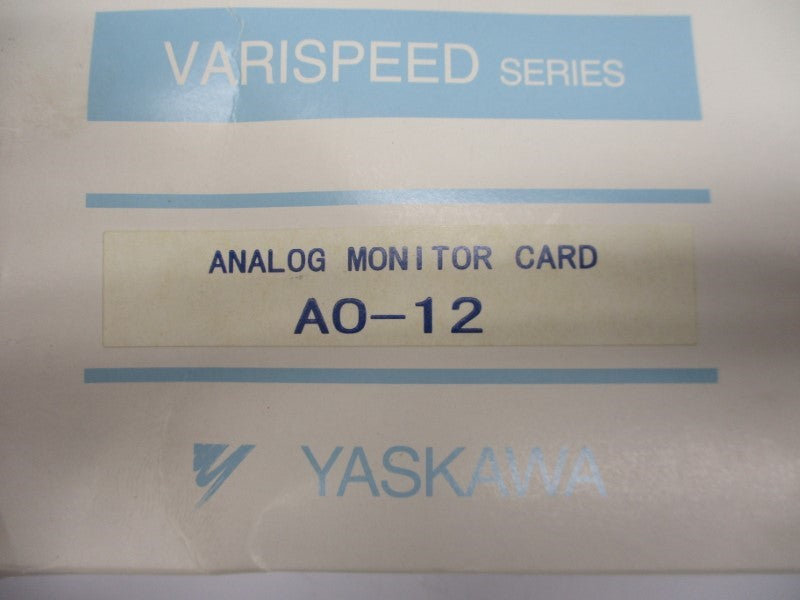 VARISPEED SERIES
ANALOG MONITOR CARD
AO-12
YASKAWA